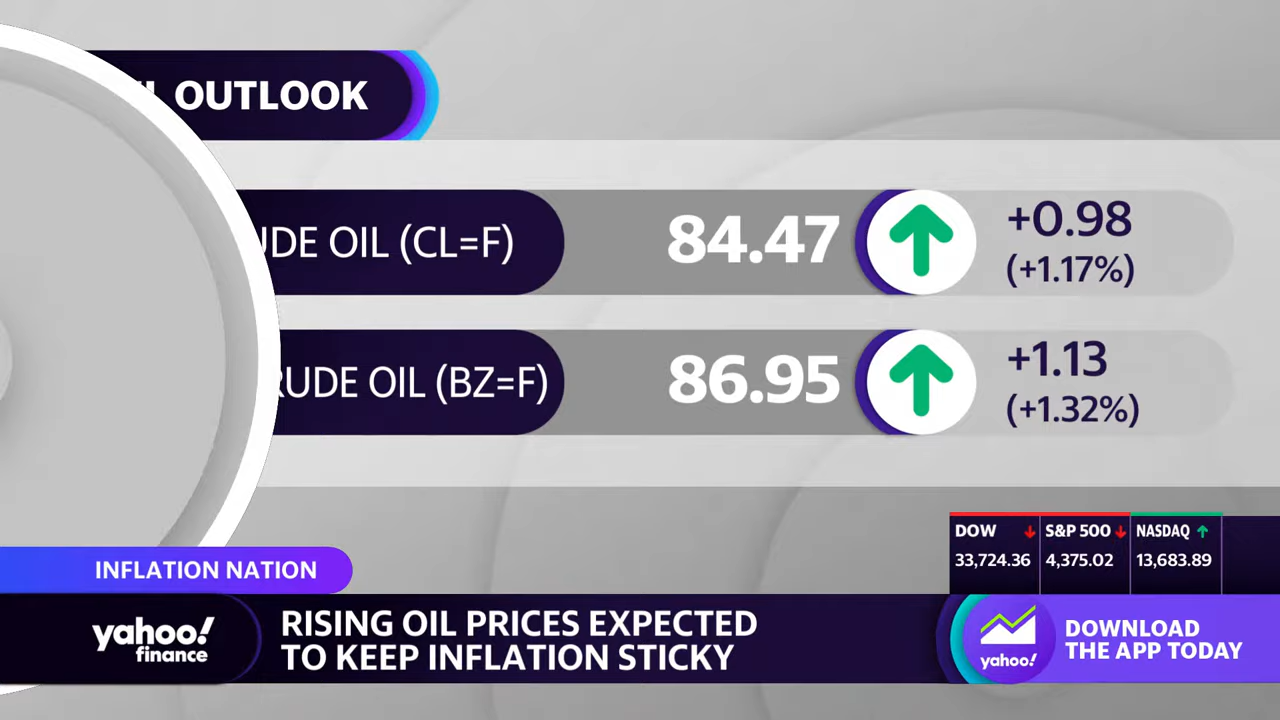 OUTLOOK
OIL (CL=F) 84.47 +0.98
(+1.17%)
OIL (BZ=F) 86.95 +1.13
(+1.32%)
DOW S&P 500 NASDAQ
33,724.36 4,375.02 13,683.89
INFLATION NATION
yahoo!
finance
RISING OIL PRICES EXPECTED
TO KEEP INFLATION STICKY
yahoo!
DOWNLOAD
THE APP TODAY